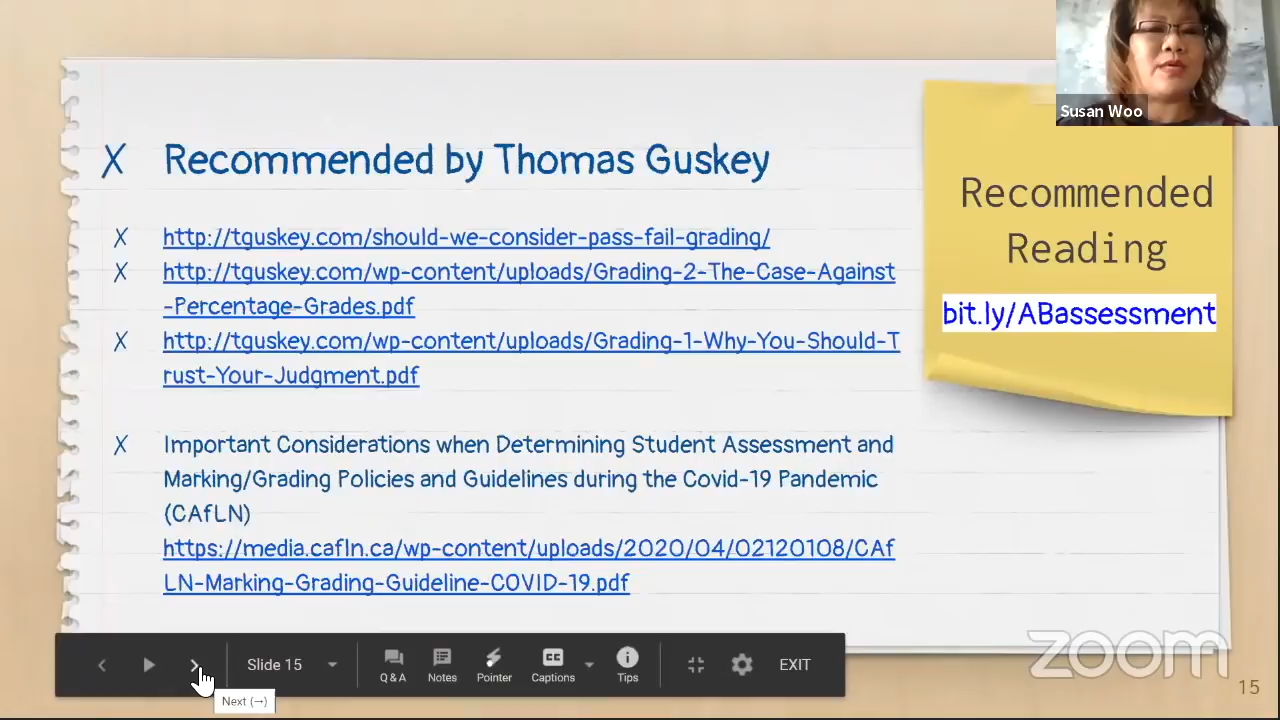 Susan Woo
X Recommended by Thomas Guskey
X http://tguskey.com/should-we-consider-pass-fail-grading/
X http://tguskey.com/wp-content/uploads/Grading-2-The-Case-Against
-Percentage-Grades.pdf
X http://tguskey.com/wp-content/uploads/Grading-1-Why-You-Should-T
rust-Your-Judgment.pdf
X Important Considerations when Determining Student Assessment and
Marking/Grading Policies and Guidelines during the Covid-19 Pandemic
(CAfLN)
https://media.cafln.ca/wp-content/uploads/2020/04/02120108/CAf
LN-Marking-Grading-Guideline-COVID-19.pdf
Recommended
Reading
bit.ly/ABassessment
Slide 15
Q&A
Notes
Pointer
CC
Captions
Tips
EXIT
Next (→)
zoom
15